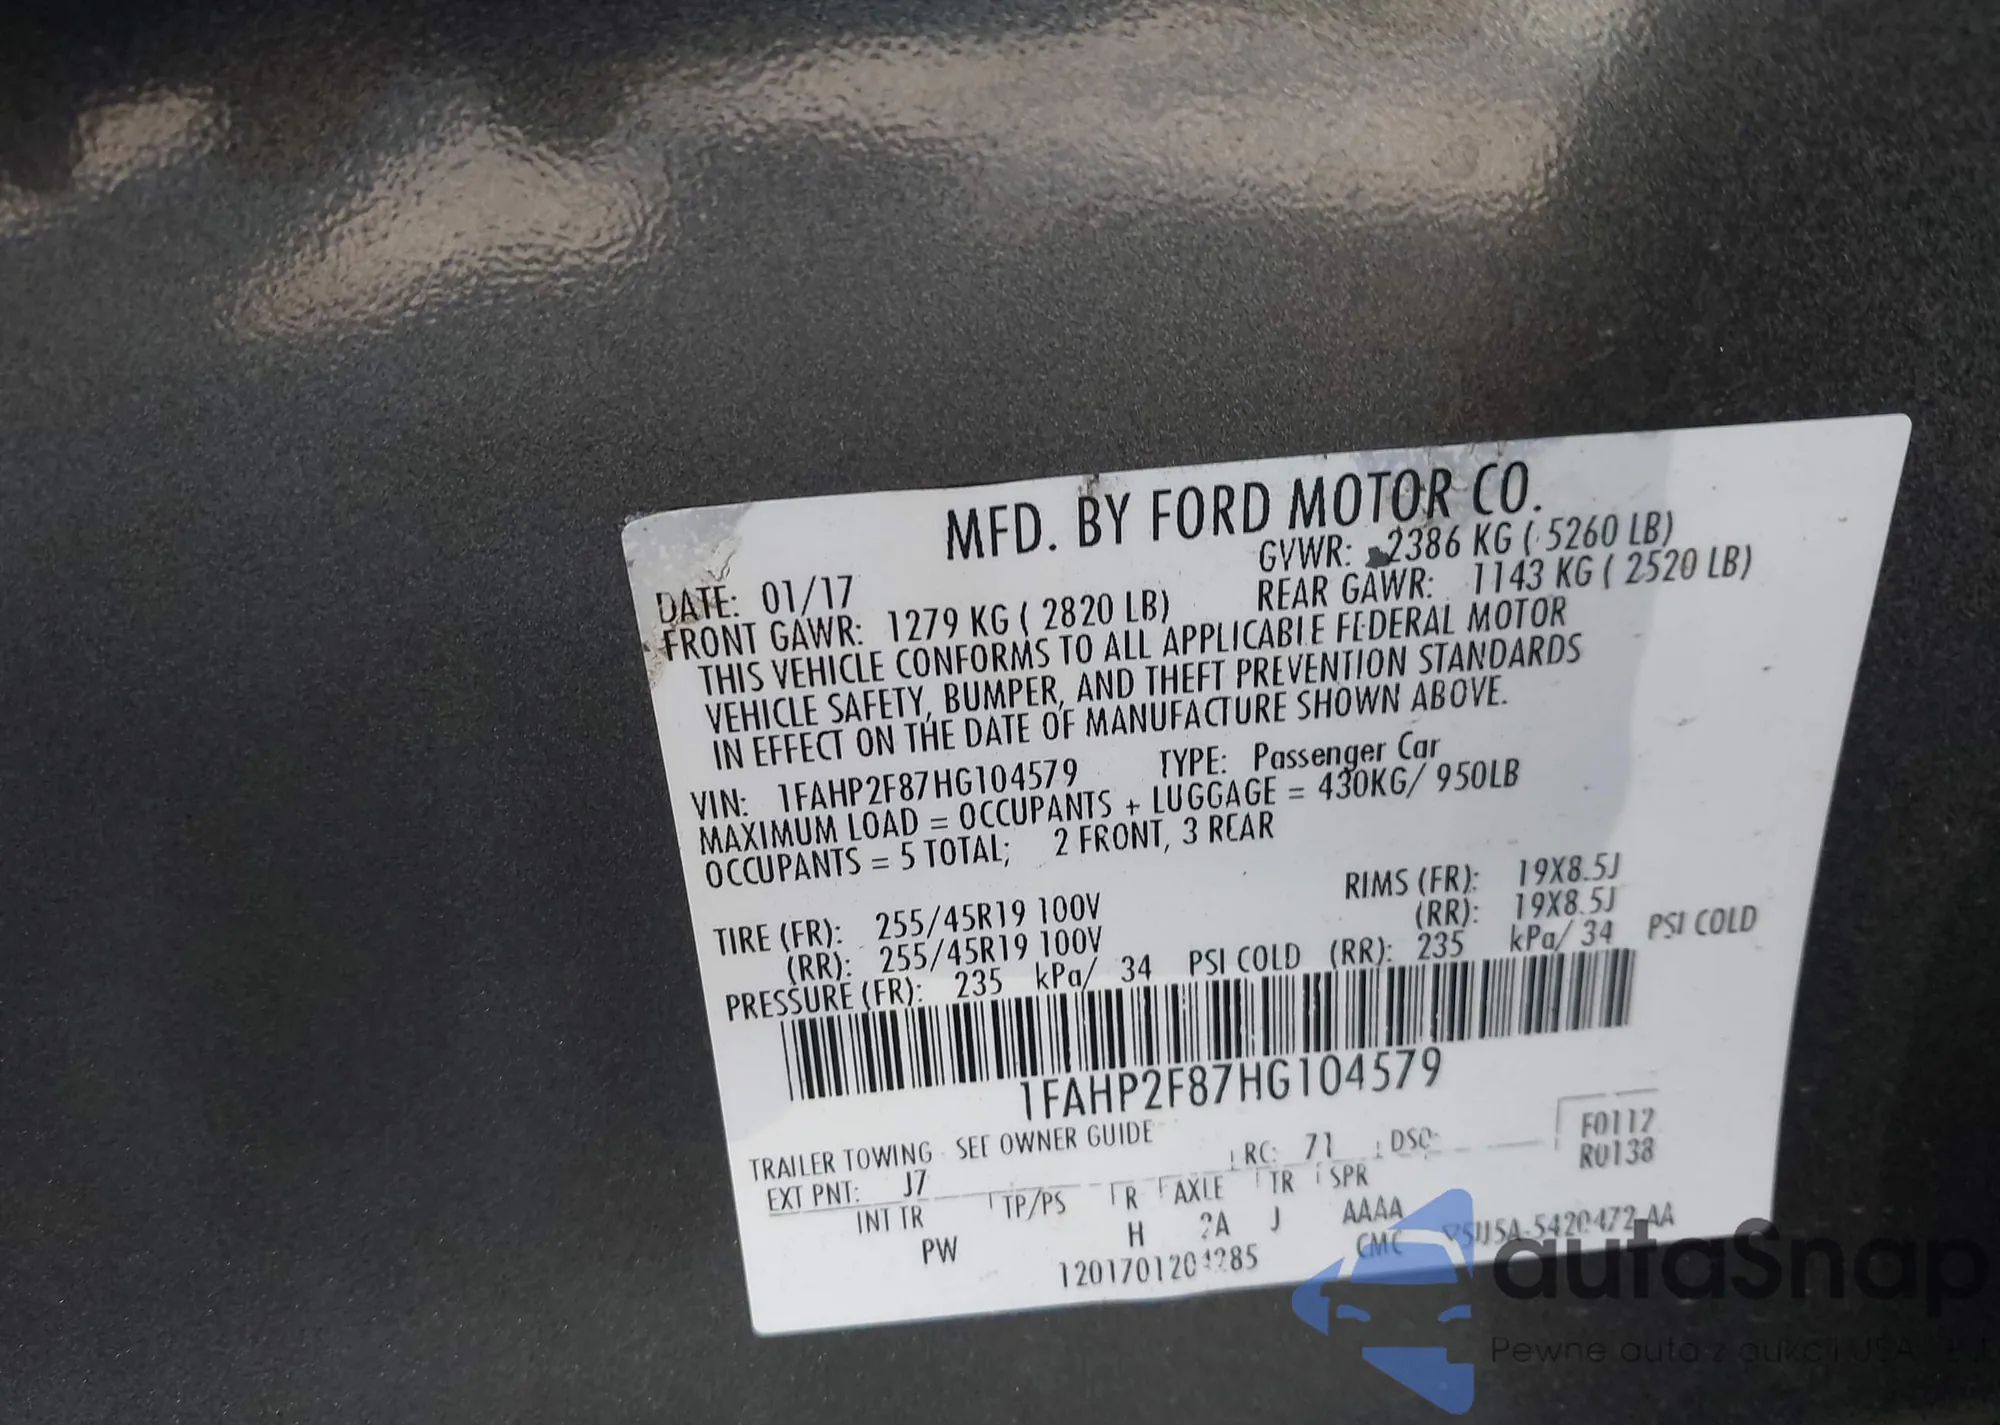 MFD. BY FORD MOTOR CO.
DATE: 01/17 GVWR: 2386 KG ( 5260 LB)
FRONT GAWR: 1279 KG ( 2820 LB) REAR GAWR: 1143 KG ( 2520 LB)
THIS VEHICLE CONFORMS TO ALL APPLICABLE FEDERAL MOTOR
VEHICLE SAFETY, BUMPER, AND THEFT PREVENTION STANDARDS
IN EFFECT ON THE DATE OF MANUFACTURE SHOWN ABOVE.
VIN: 1FAHP2F87HG104579 TYPE: Passenger Car
MAXIMUM LOAD = OCCUPANTS + LUGGAGE = 430KG/ 950LB
OCCUPANTS = 5 TOTAL; 2 FRONT, 3 REAR
TIRE (FR): 255/45R19 100V RIMS (FR): 19X8.5J
(RR): 255/45R19 100V (RR): 19X8.5J
PRESSURE (FR): 235 kPa/ 34 PSI COLD (RR): 235 kPa/ 34 PSI COLD
1FAHP2F87HG104579
TRAILER TOWING - SEE OWNER GUIDE
EXT PNT: J7 RC: 71 DSO: F0112
R0138
INT TR TP/PS R AXLE TR SPR
PW H 2A J AAAA
CMC
autaSnap
Pewne auta z aukcji USA